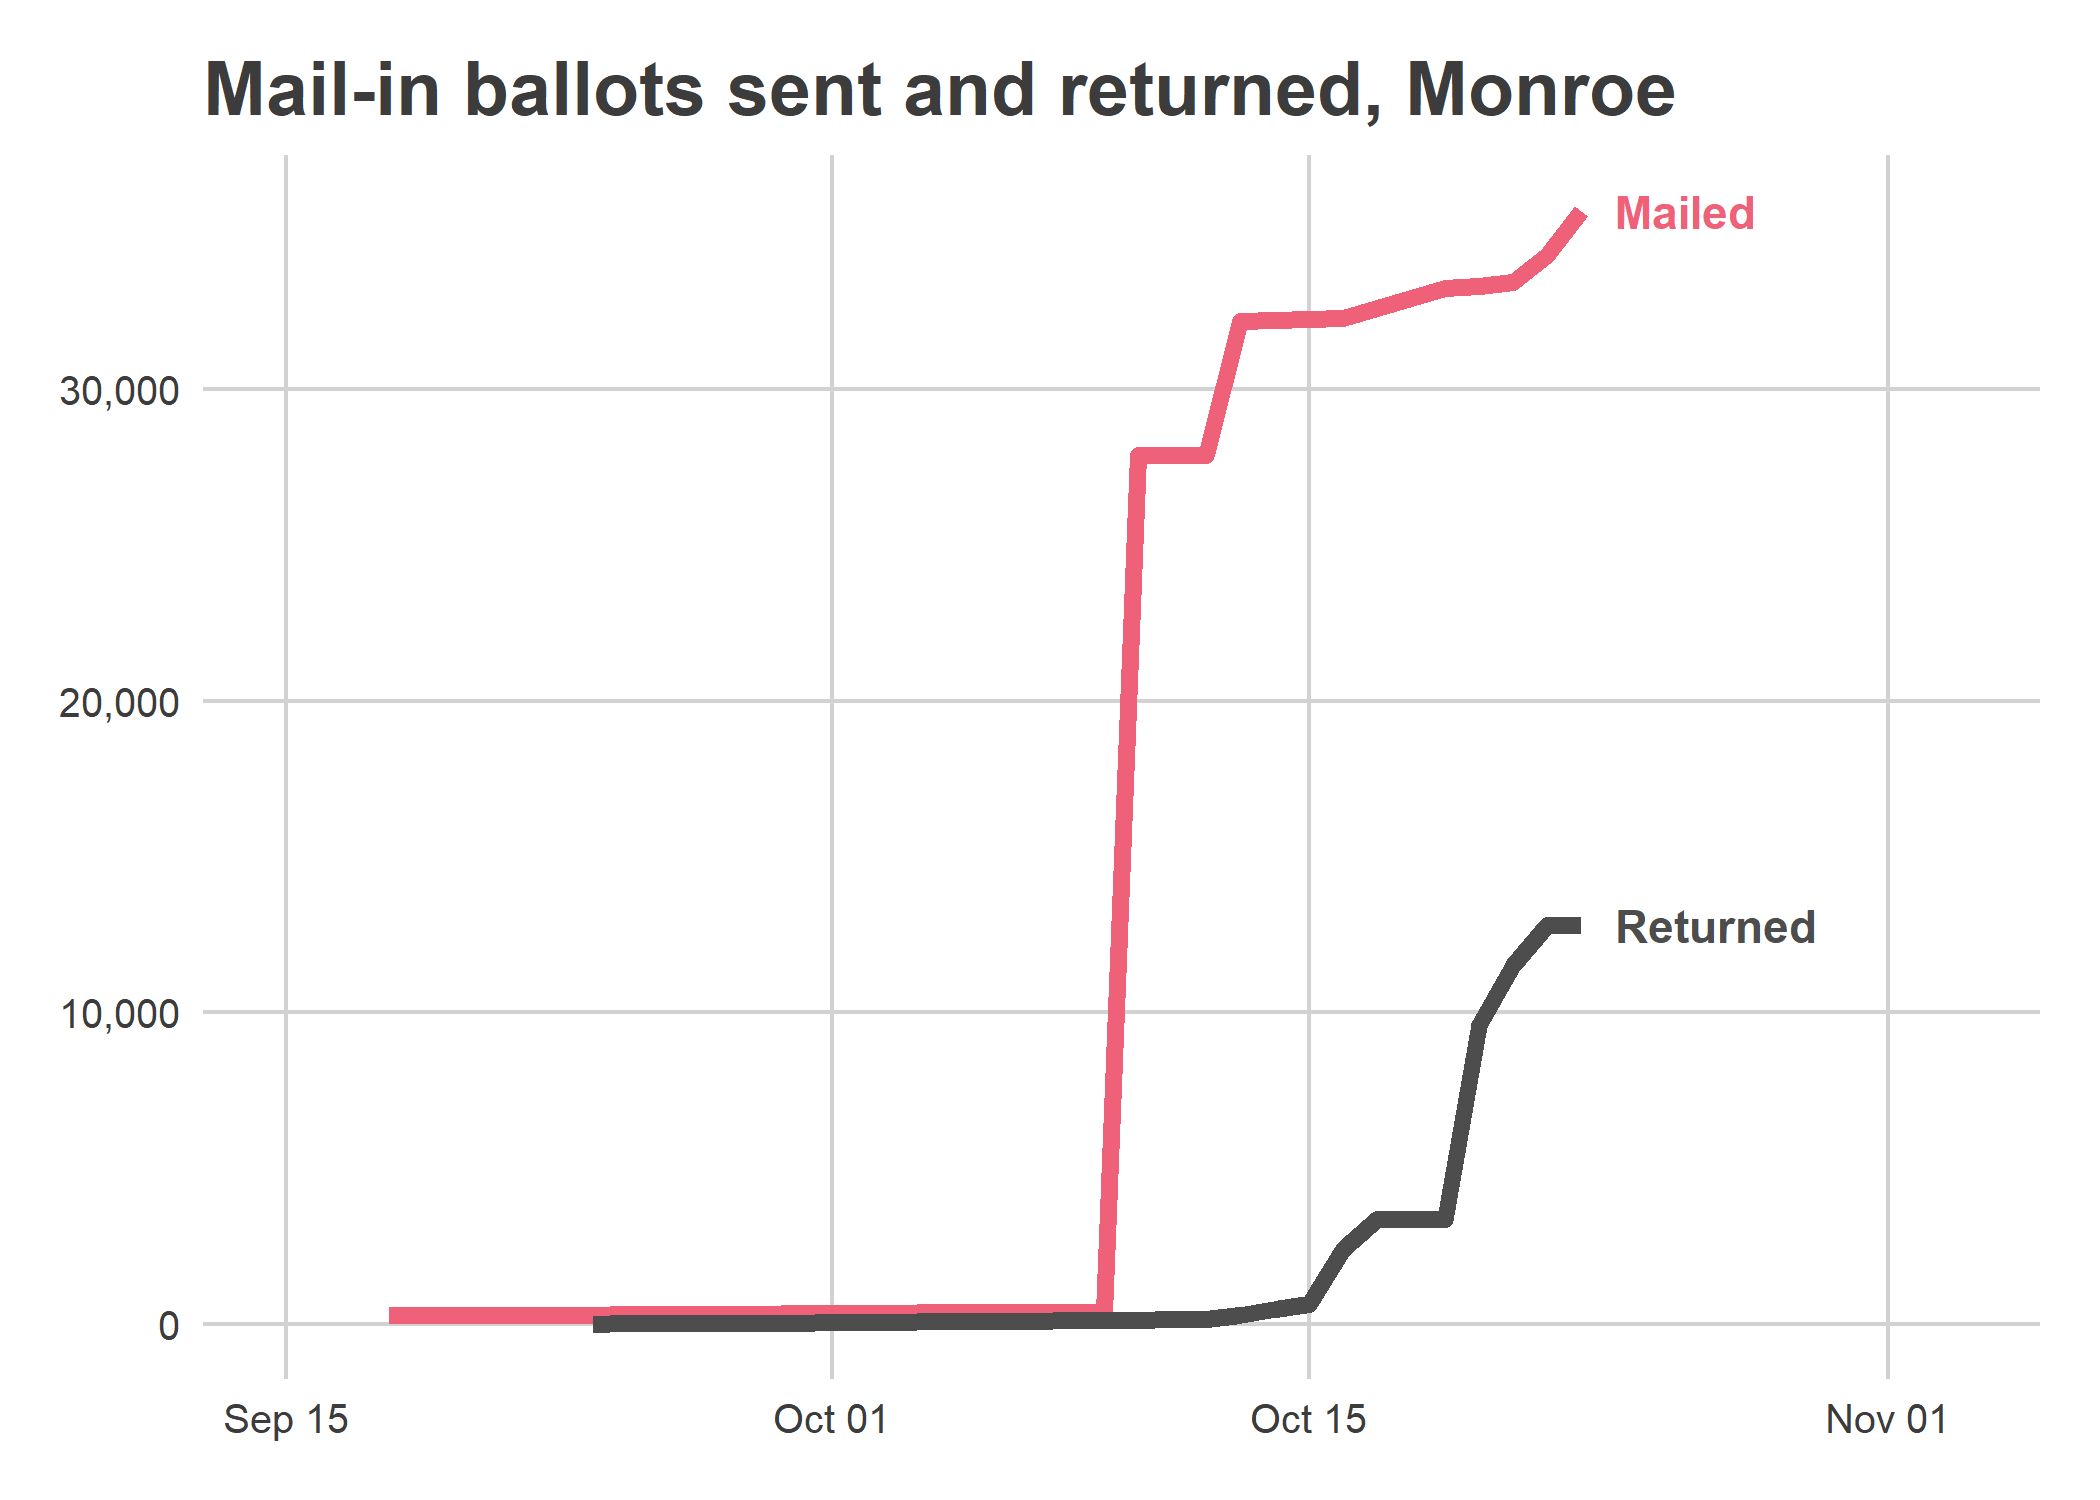 Mail-in ballots sent and returned, Monroe
Mailed
30,000
20,000
Returned
10,000
0
Sep 15
Oct 01
Oct 15
Nov 01